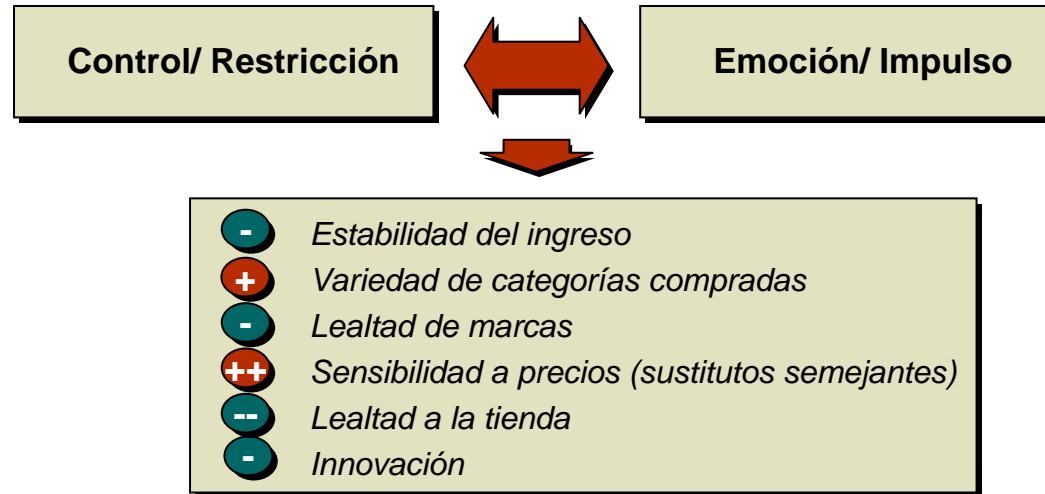 Control/ Restricción
Emoción/ Impulso
- Estabilidad del ingreso
+ Variedad de categorías compradas
- Lealtad de marcas
++ Sensibilidad a precios (sustitutos semejantes)
-- Lealtad a la tienda
- Innovación